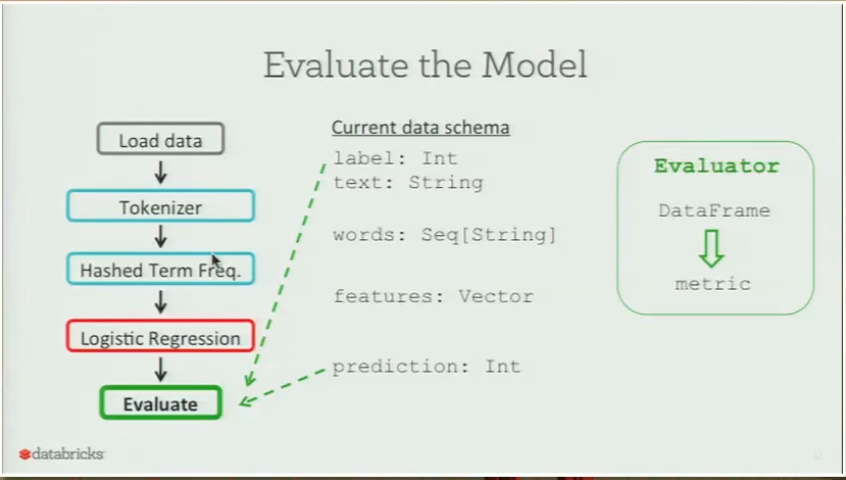 Evaluate the Model
Load data
Tokenizer
Hashed Term Freq.
Logistic Regression
Evaluate
Current data schema
label: Int
text: String
words: Seq[String]
features: Vector
prediction: Int
Evaluator
DataFrame
metric
databricks